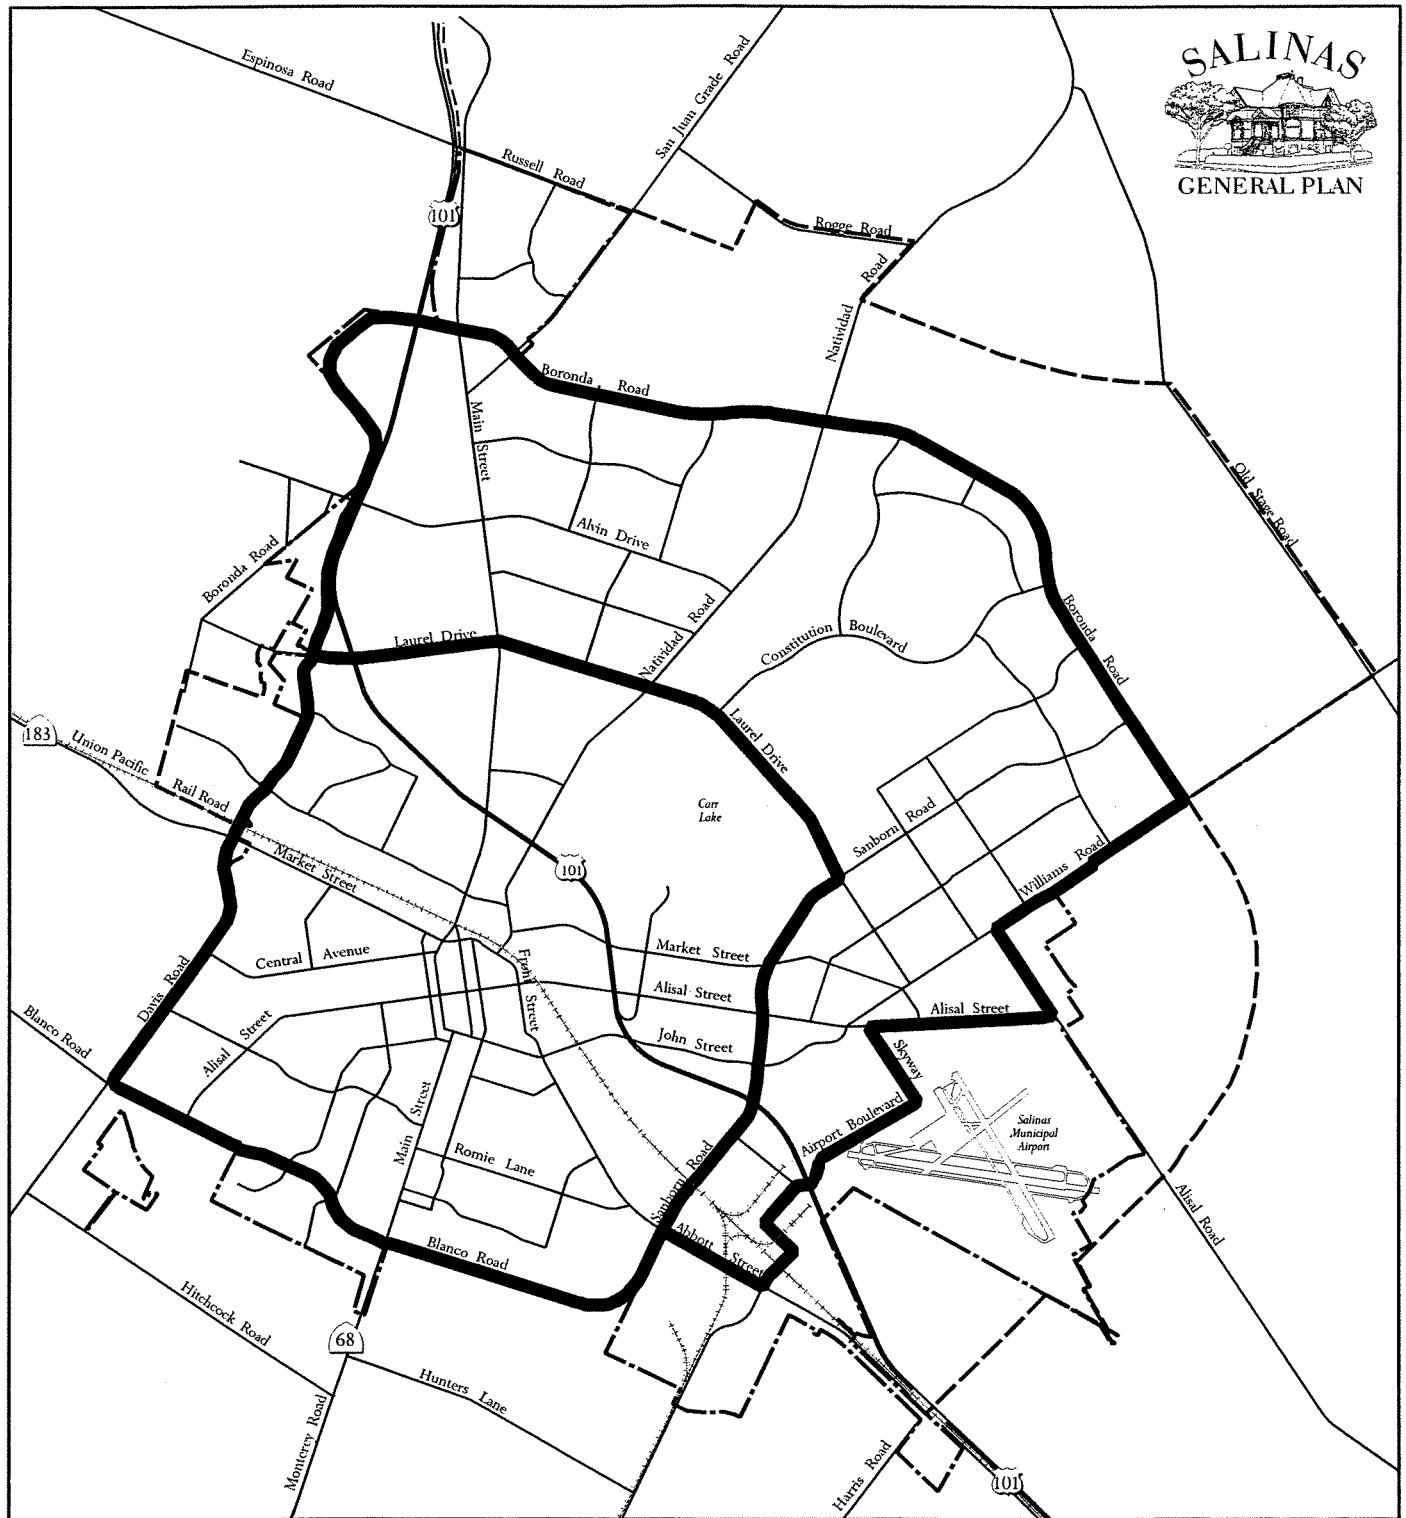 SALINAS
GENERAL PLAN
Espinosa Road
San Juan Grade Road
Russell Road
101
Rogge Road
Natividad Road
Boronda Road
Main Street
Old Stage Road
Alvin Drive
Boronda Road
Natividad Road
Boronda Road
Constitution Boulevard
Laurel Drive
Laurel Drive
183
Union Pacific Rail Road
Carr
Lake
Sanborn Road
Market Street
101
Williams Road
Central Avenue
Front Street
Market Street
Davis Road
Alisal Street
Alisal Street
Blanco Road
Alisal Street
John Street
Skyway
Main Street
Airport Boulevard
Salinas
Municipal
Airport
Romie Lane
Sanborn Road
Abbott Street
Alisal Road
Blanco Road
Hitchcock Road
68
Hunters Lane
Monterey Road
Harris Road
101